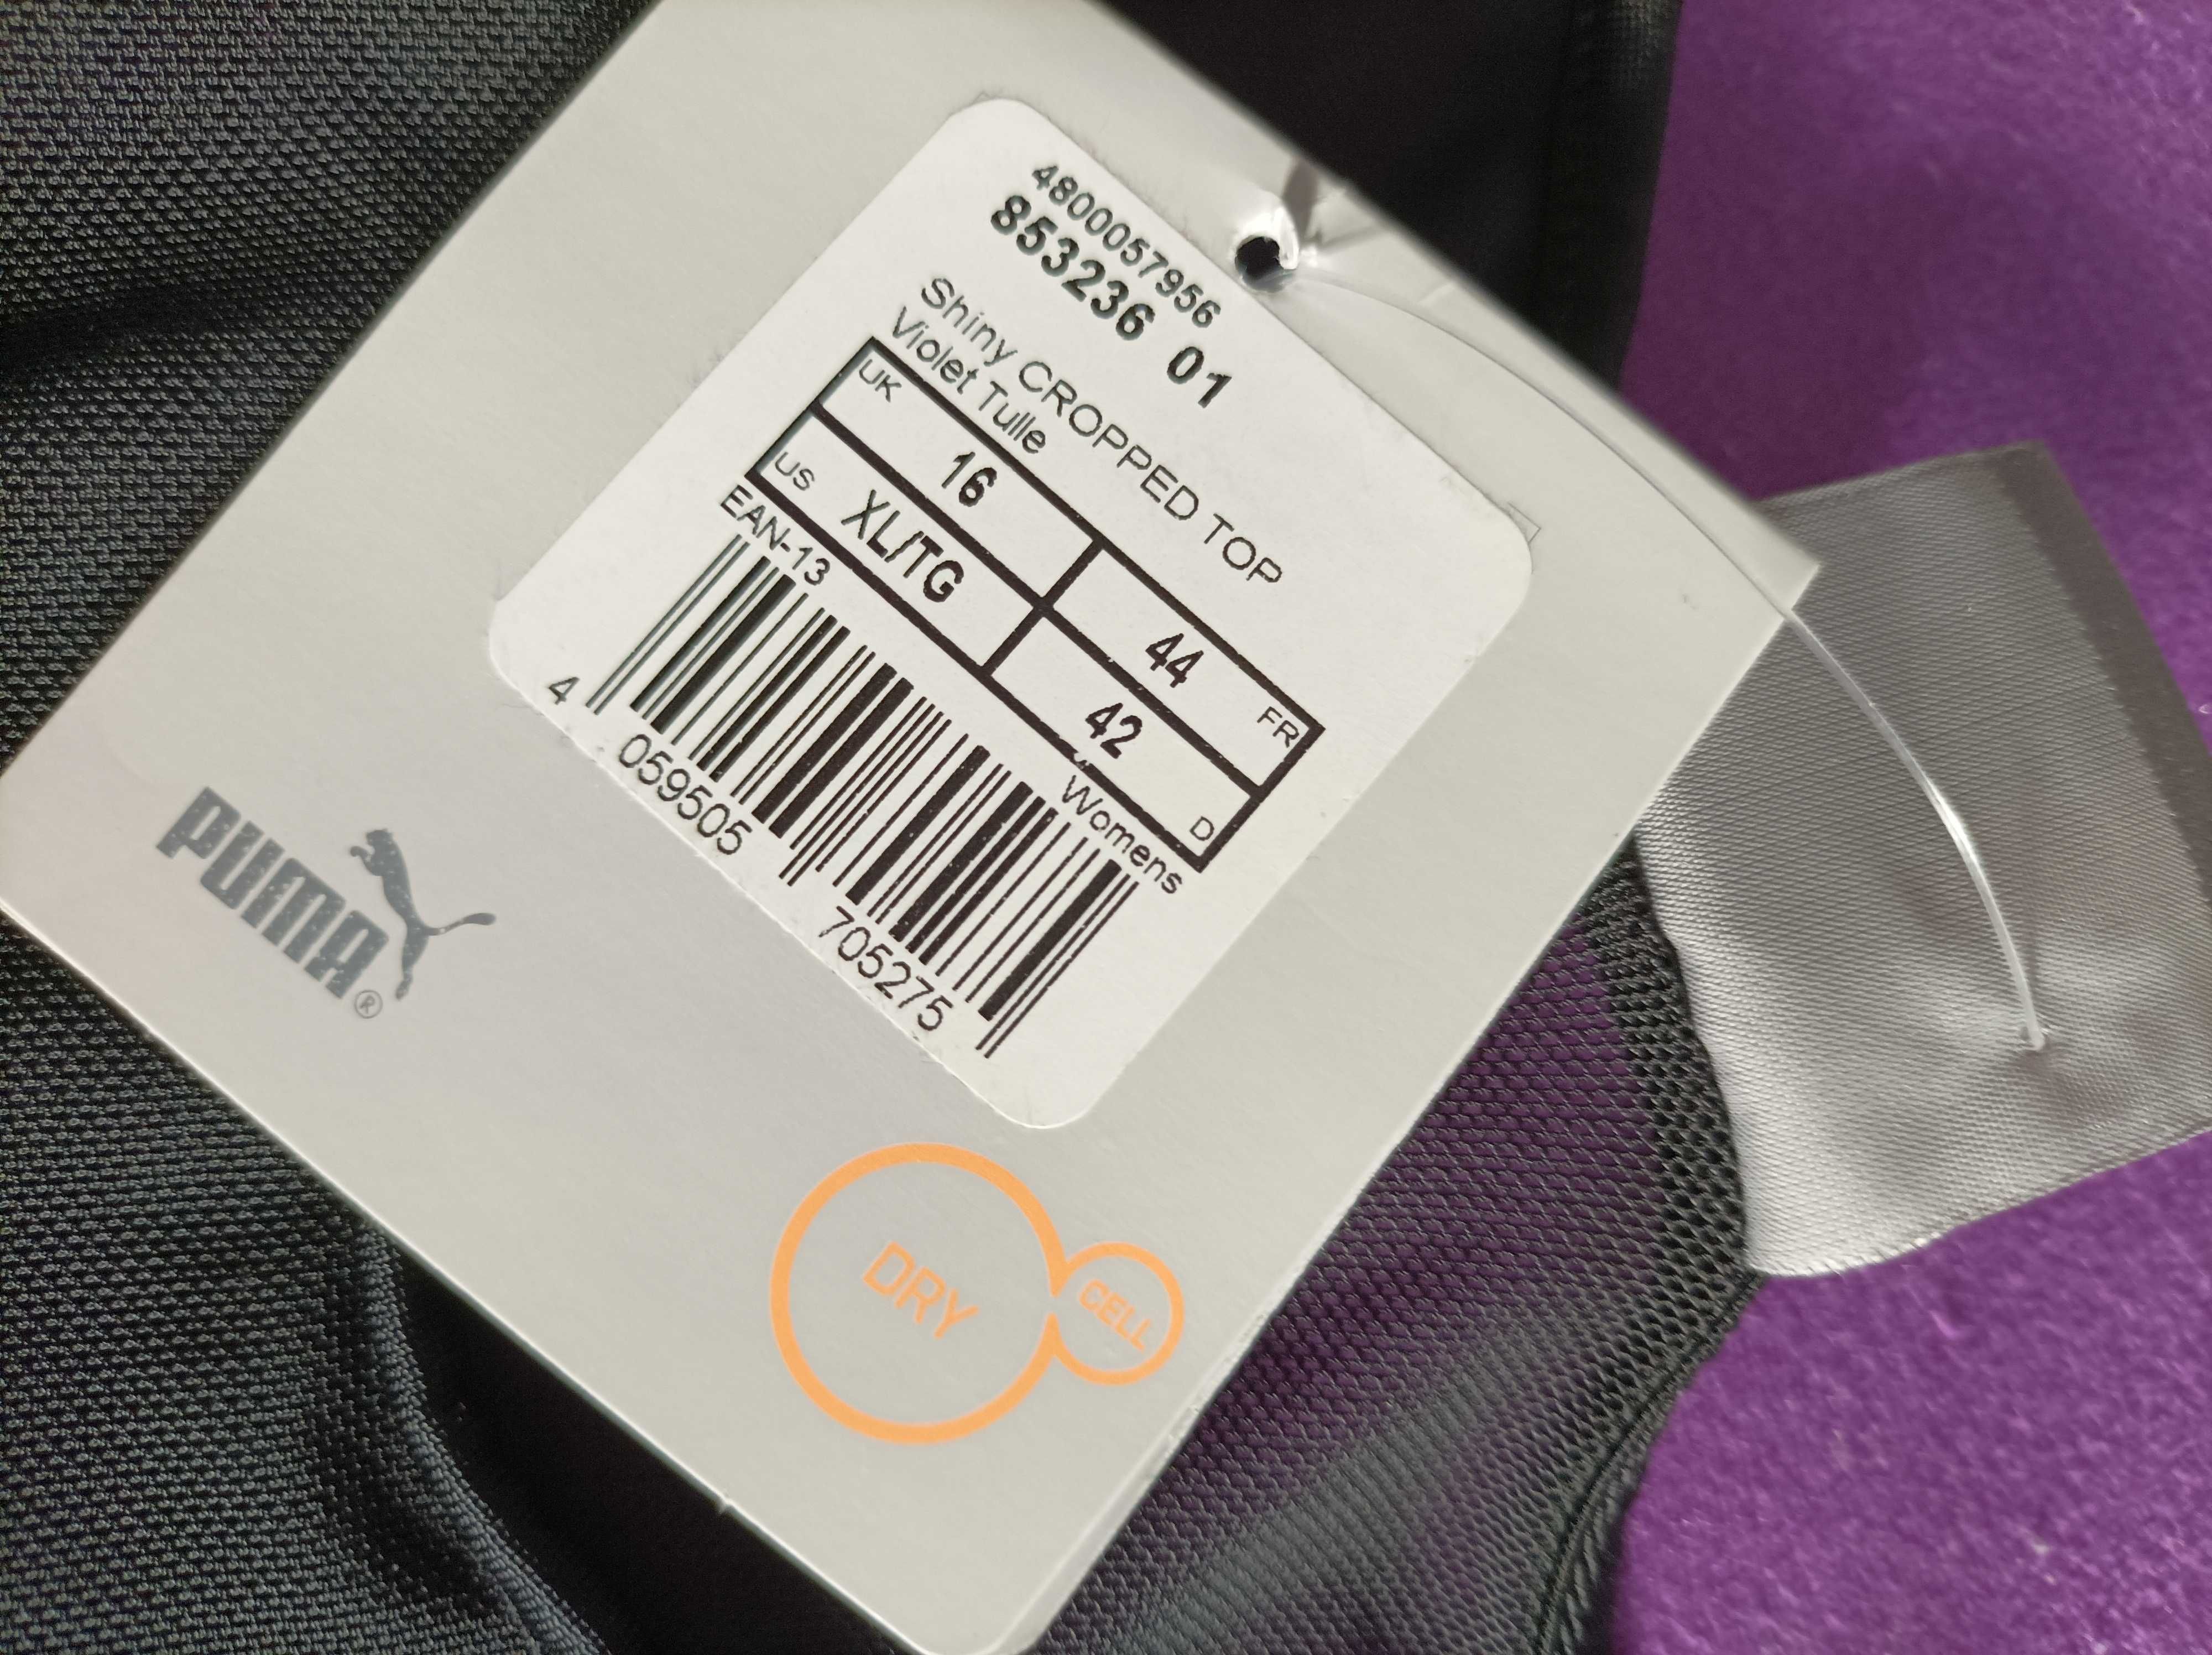 4800057956
853236 01
Shiny CROPPED TOP
Violet Tulle
UK 16 44 FR
US XL/TG 42 D
EAN-13 Womens
4 059505 705275
PUMA®
DRY CELL